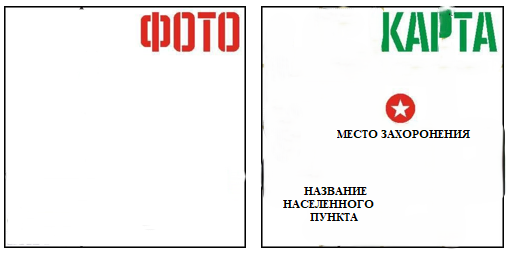 ФОТО
КАРТА
МЕСТО ЗАХОРОНЕНИЯ
НАЗВАНИЕ
НАСЕЛЕННОГО
ПУНКТА